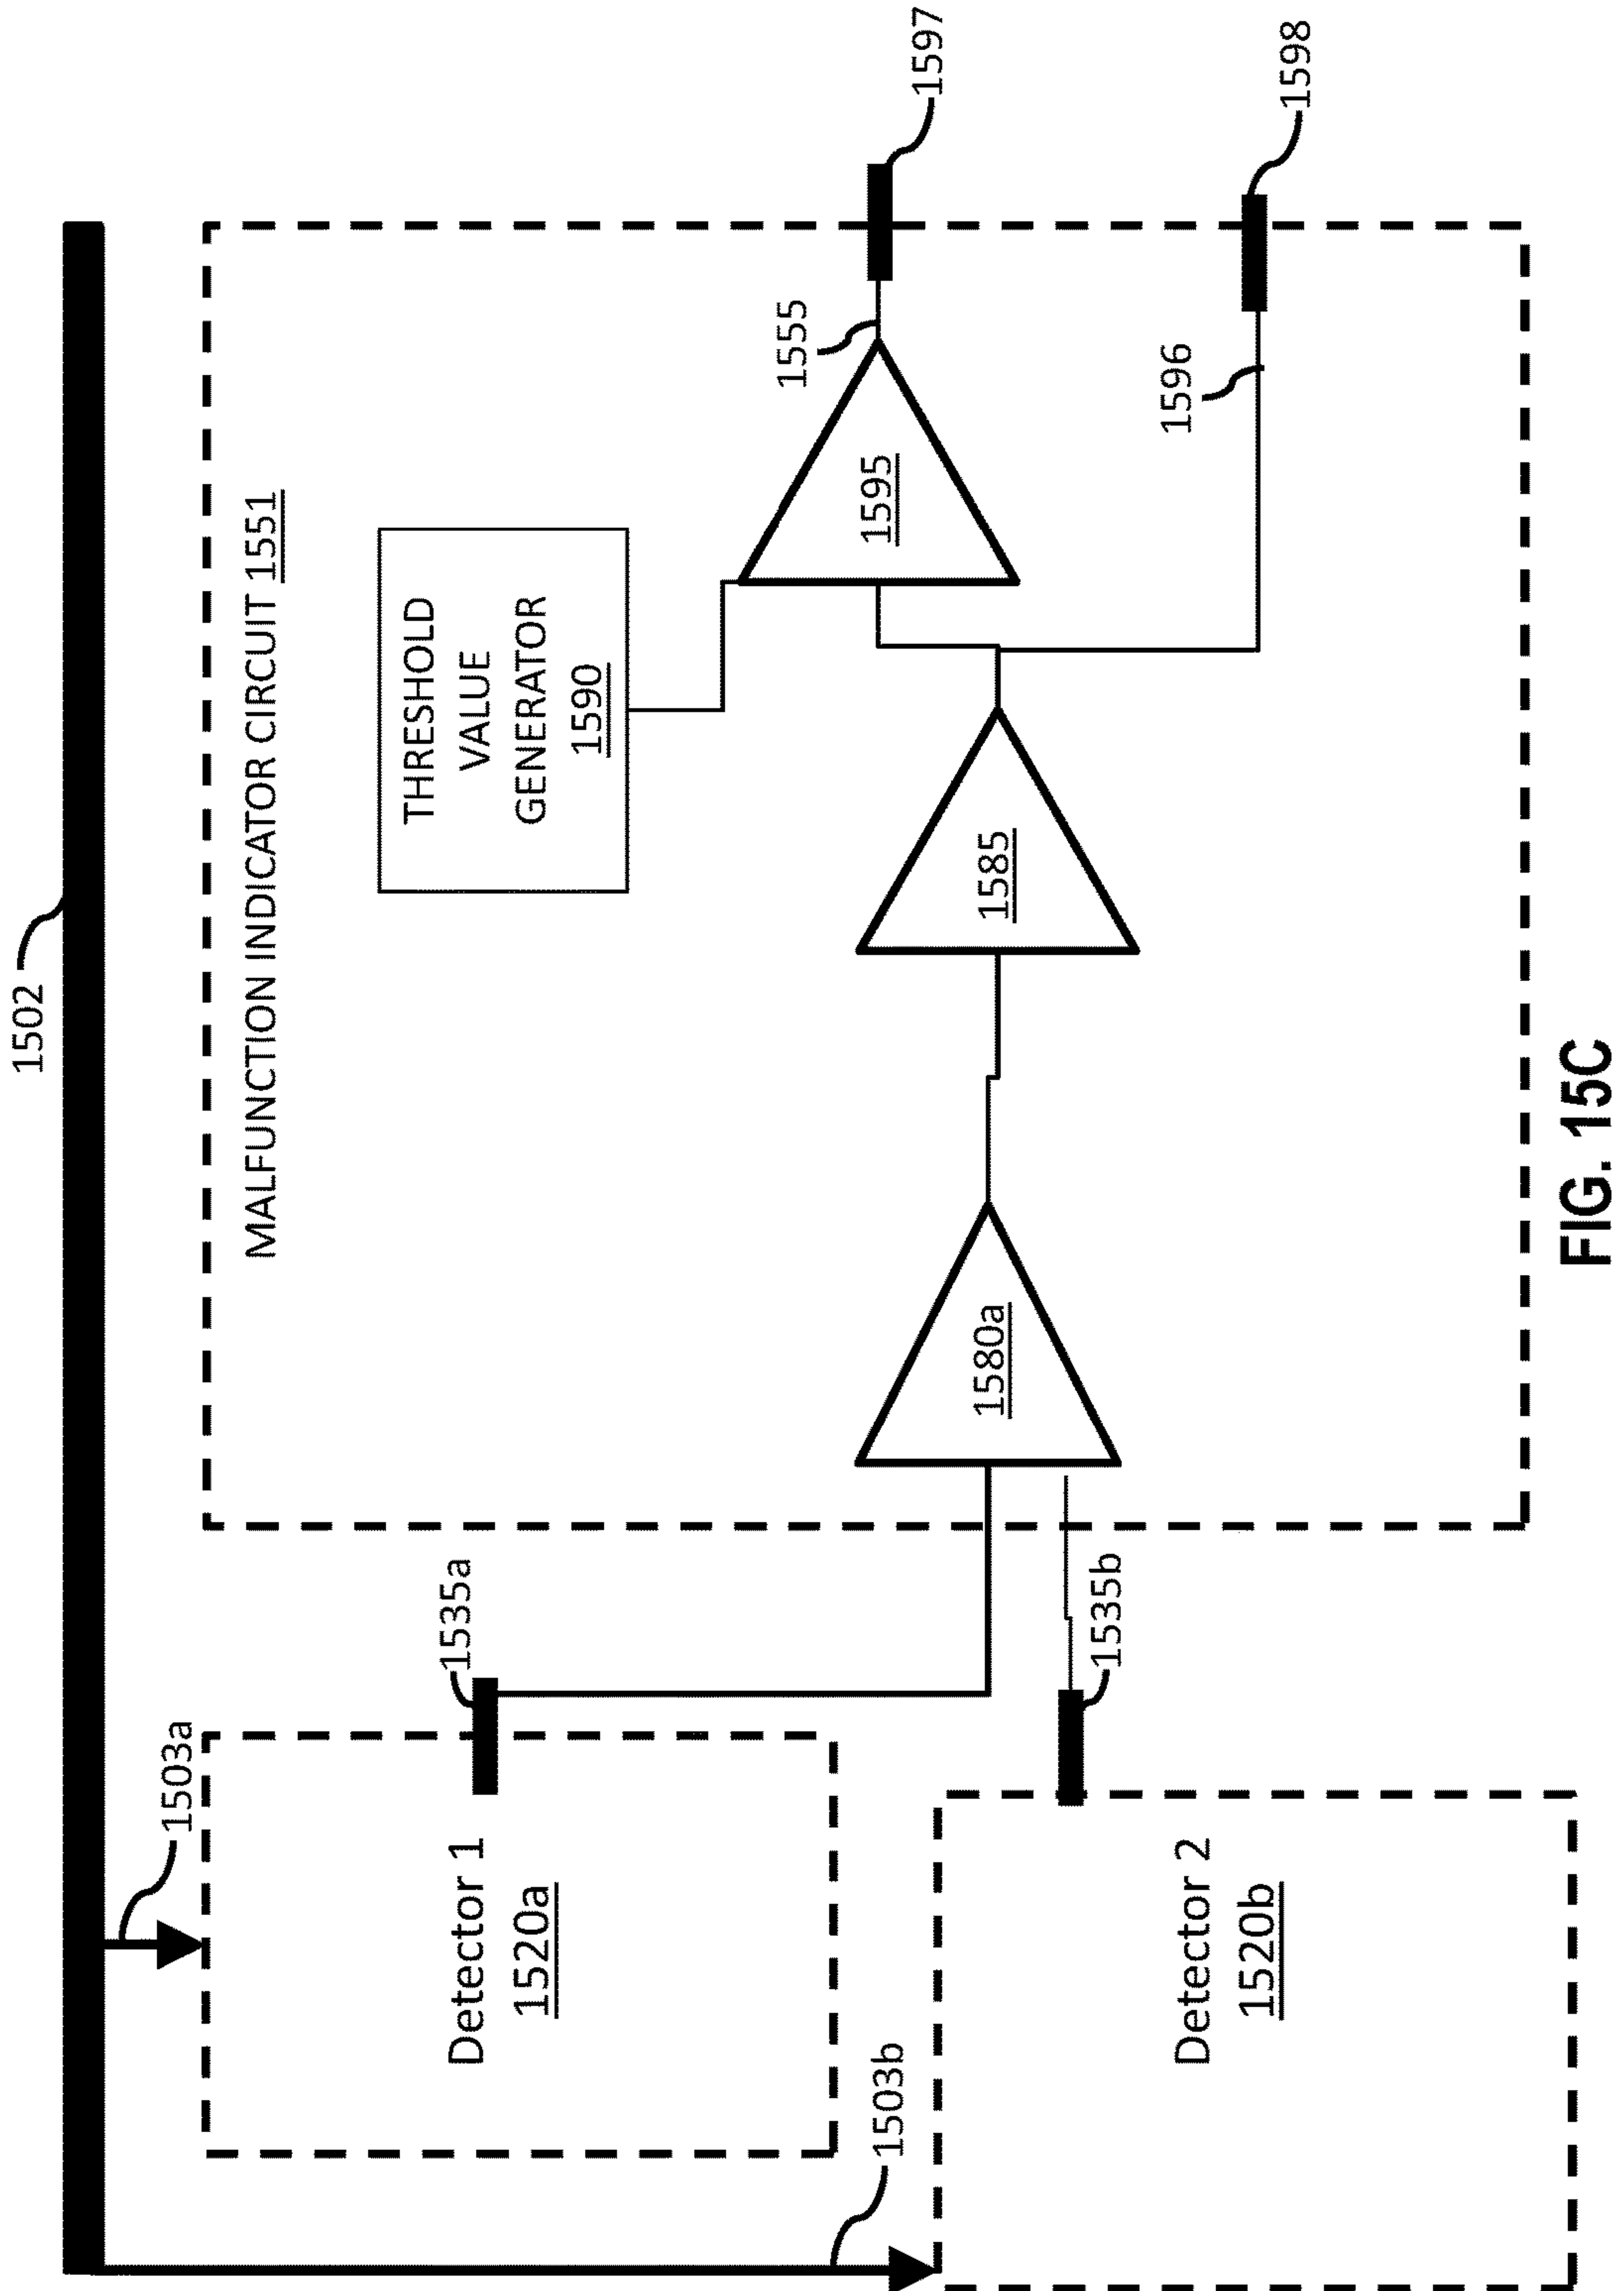 1502
1503a
1503b
Detector 1
1520a
1535a
Detector 2
1520b
1535b
MALFUNCTION INDICATOR CIRCUIT 1551
THRESHOLD
VALUE
GENERATOR
1590
1580a
1585
1595
1555
1596
1597
1598
FIG. 15C